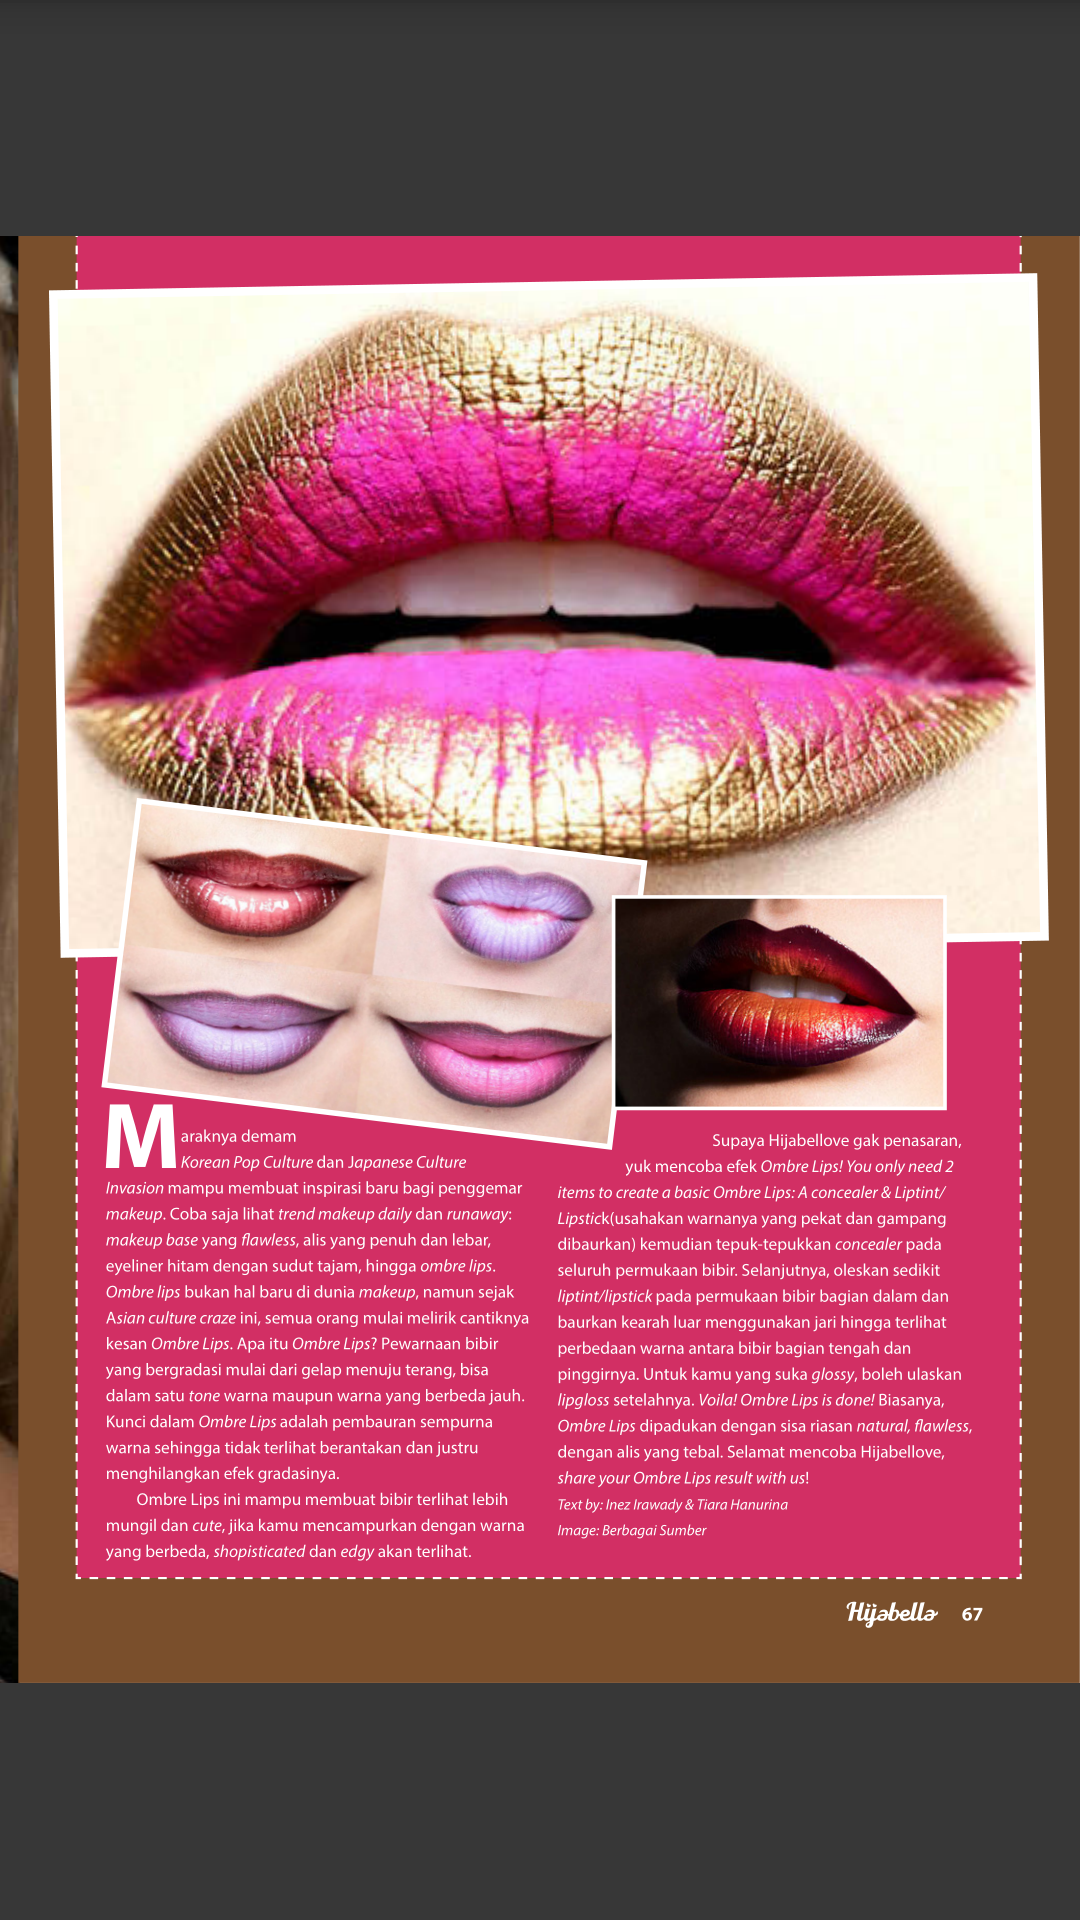 Maraknya demam
Korean Pop Culture dan Japanese Culture
Invasion mampu membuat inspirasi baru bagi penggemar
makeup. Coba saja lihat trend makeup daily dan runaway:
makeup base yang flawless, alis yang penuh dan lebar,
eyeliner hitam dengan sudut tajam, hingga ombre lips.
Ombre lips bukan hal baru di dunia makeup, namun sejak
Asian culture craze ini, semua orang mulai melirik cantiknya
kesan Ombre Lips. Apa itu Ombre Lips? Pewarnaan bibir
yang bergradasi mulai dari gelap menuju terang, bisa
dalam satu tone warna maupun warna yang berbeda jauh.
Kunci dalam Ombre Lips adalah pembauran sempurna
warna sehingga tidak terlihat berantakan dan justru
menghilangkan efek gradasinya.
Ombre Lips ini mampu membuat bibir terlihat lebih
mungil dan cute, jika kamu mencampurkan dengan warna
yang berbeda, shopisticated dan edgy akan terlihat.
Supaya Hijabellove gak penasaran,
yuk mencoba efek Ombre Lips! You only need 2
items to create a basic Ombre Lips: A concealer & Liptint/
Lipstick(usahakan warnanya yang pekat dan gampang
dibaurkan) kemudian tepuk-tepukkan concealer pada
seluruh permukaan bibir. Selanjutnya, oleskan sedikit
liptint/lipstick pada permukaan bibir bagian dalam dan
baurkan kearah luar menggunakan jari hingga terlihat
perbedaan warna antara bibir bagian tengah dan
pinggirnya. Untuk kamu yang suka glossy, boleh ulaskan
lipgloss setelahnya. Voila! Ombre Lips is done! Biasanya,
Ombre Lips dipadukan dengan sisa riasan natural, flawless,
dengan alis yang tebal. Selamat mencoba Hijabellove,
share your Ombre Lips result with us!
Text by: Inez Irawady & Tiara Hanurina
Image: Berbagai Sumber
Hijabella 67